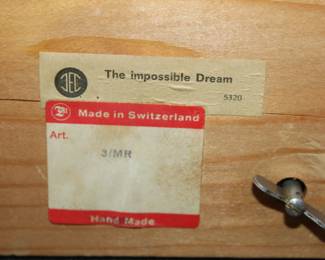 JEC
The impossible Dream
5320
Made in Switzerland
Art.
3/MR
Hand Made